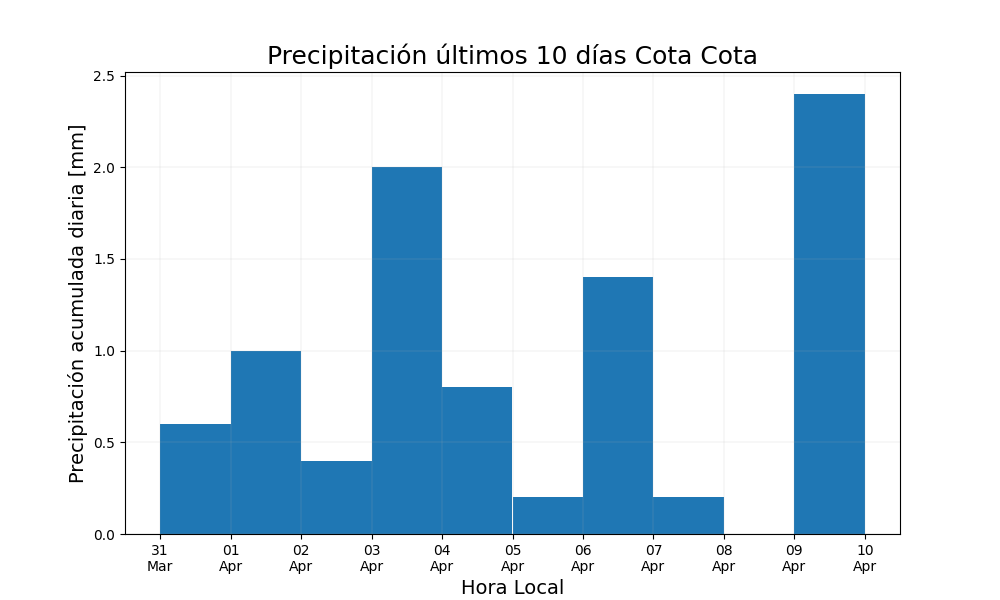 Precipitación últimos 10 días Cota Cota
Precipitación acumulada diaria [mm]
2.5
2.0
1.5
1.0
0.5
0.0
31 01 02 03 04 05 06 07 08 09 10
Mar Apr Apr Apr Apr Apr Apr Apr Apr Apr Apr
Hora Local